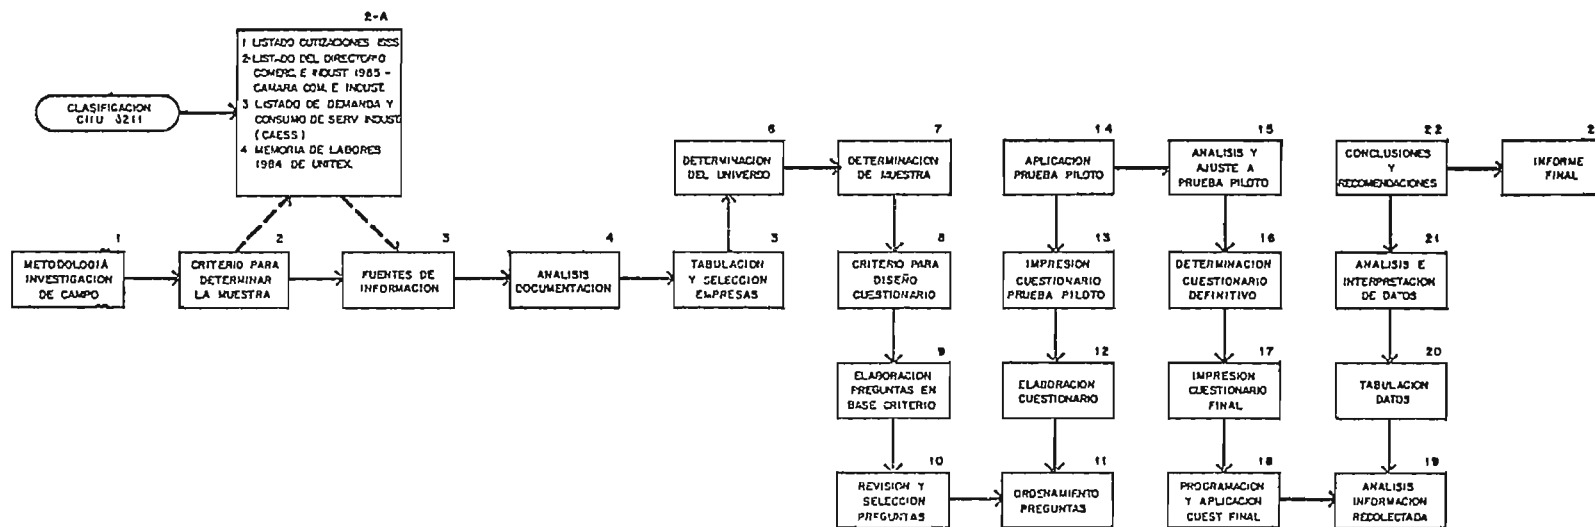 2-A
1 LISTADO CUTIZACIONES ISSS
2-LISTADO DEL DIRECTORIO
COMERC. E INDUST 1985 -
CAMARA COM. E INDUST.
3 LISTADO DE DEMANDA Y
CONSUMO DE SERV INDUST
(CAESS)
4 MEMORIA DE LABORES
1984 DE UNITEX.
CLASIFICACION
CIIU 3211
1
METODOLOGIA
INVESTIGACION
DE CAMPO
2
CRITERIO PARA
DETERMINAR
LA MUESTRA
3
FUENTES DE
INFORMACION
4
ANALISIS
DOCUMENTACION
5
TABULACION
Y SELECCION
EMPRESAS
6
DETERMINACION
DEL UNIVERSO
7
DETERMINACION
DE MUESTRA
8
CRITERIO PARA
DISEÑO
CUESTIONARIO
9
ELABORACION
PREGUNTAS EN
BASE CRITERIO
10
REVISION Y
SELECCION
PREGUNTAS
11
ORDENAMIENTO
PREGUNTAS
12
ELABORACION
CUESTIONARIO
13
IMPRESION
CUESTIONARIO
PRUEBA PILOTO
14
APLICACION
PRUEBA PILOTO
15
ANALISIS Y
AJUSTE A
PRUEBA PILOTO
16
DETERMINACION
CUESTIONARIO
DEFINITIVO
17
IMPRESION
CUESTIONARIO
FINAL
18
PROGRAMACION
Y APLICACION
CUEST FINAL
19
ANALISIS
INFORMACION
RECOLECTADA
20
TABULACION
DATOS
21
ANALISIS E
INTERPRETACION
DE DATOS
22
CONCLUSIONES
Y
RECOMENDACIONES
2
INFORME
FINAL